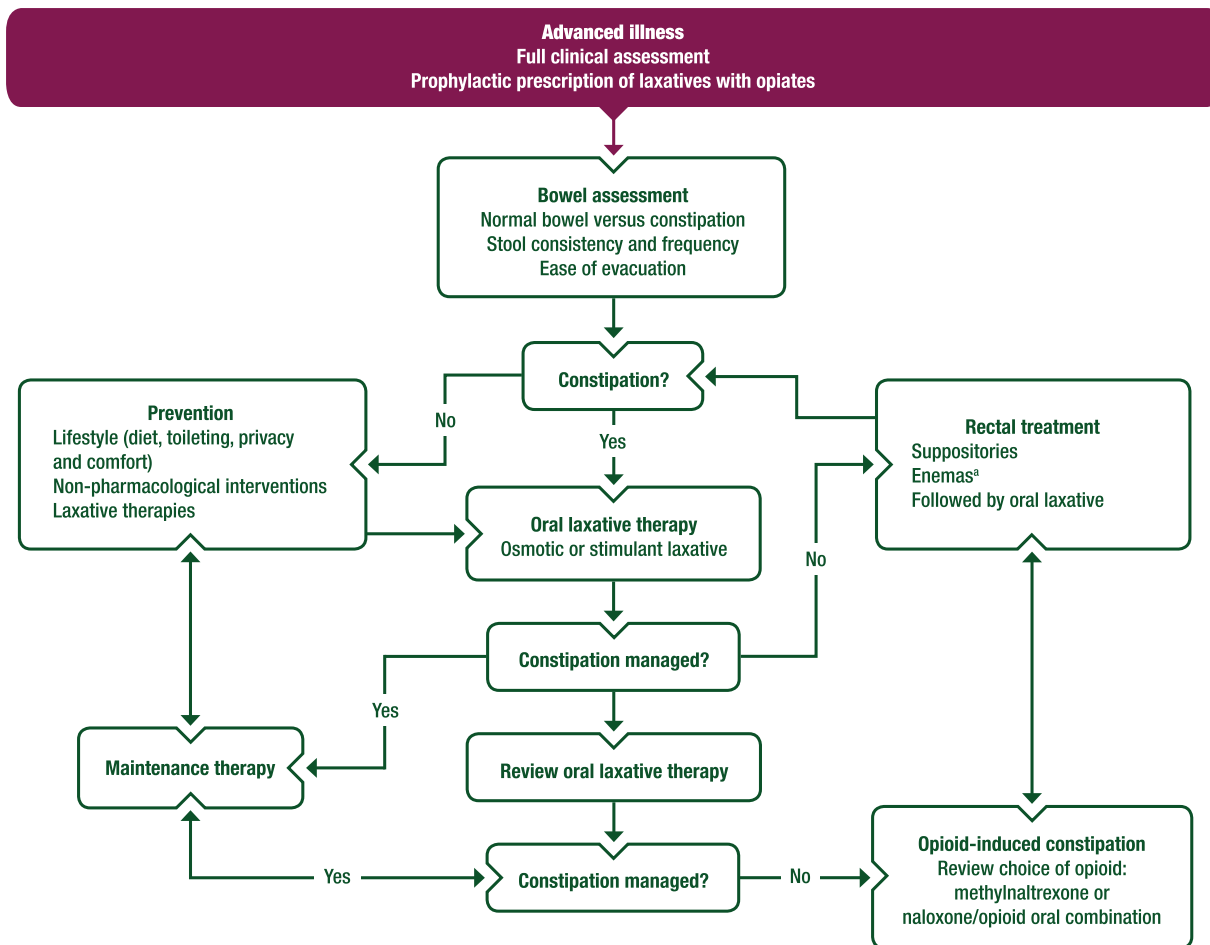 Advanced illness
Full clinical assessment
Prophylactic prescription of laxatives with opiates
Bowel assessment
Normal bowel versus constipation
Stool consistency and frequency
Ease of evacuation
Constipation?
No
Yes
Prevention
Lifestyle (diet, toileting, privacy
and comfort)
Non-pharmacological interventions
Laxative therapies
Rectal treatment
Suppositories
Enemasᵃ
Followed by oral laxative
Oral laxative therapy
Osmotic or stimulant laxative
No
Constipation managed?
Yes
Maintenance therapy
Review oral laxative therapy
Yes
Constipation managed?
No
Opioid-induced constipation
Review choice of opioid:
methylnaltrexone or
naloxone/opioid oral combination